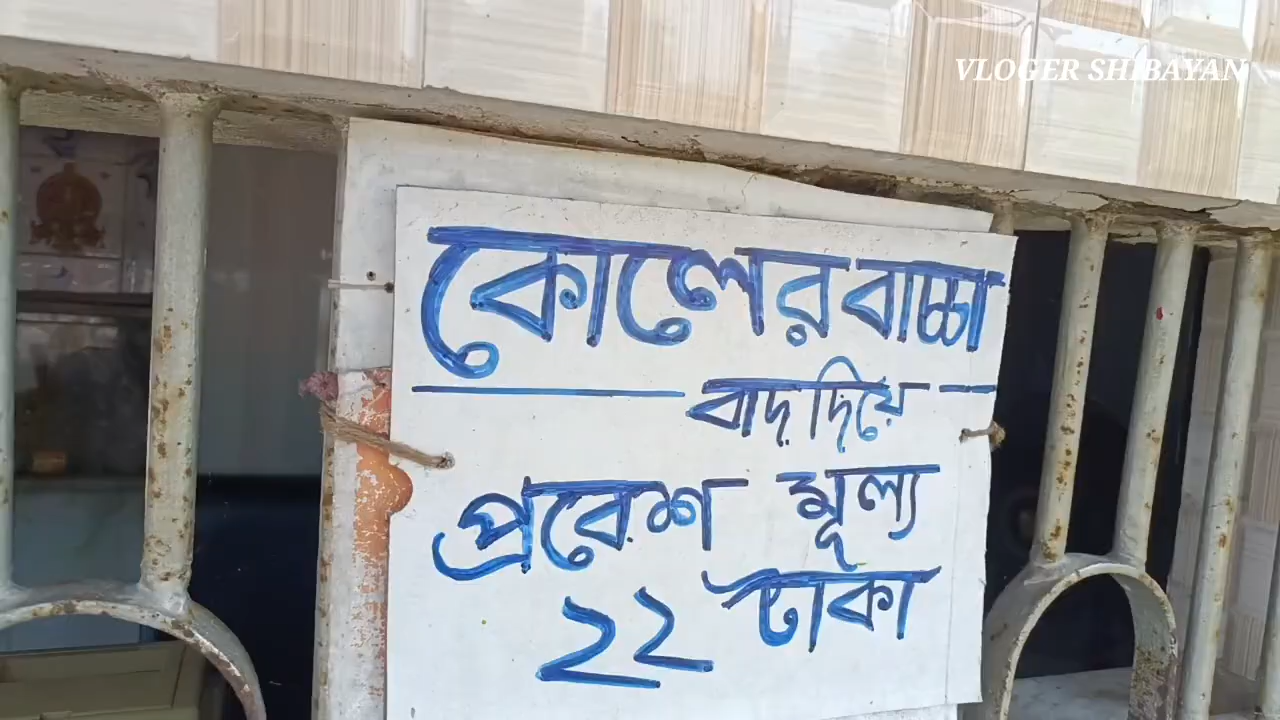 VLOGER SHIBAYAN
কোলের বাচ্চা
বাদ দিয়ে
প্রবেশ মূল্য
২২ টাকা